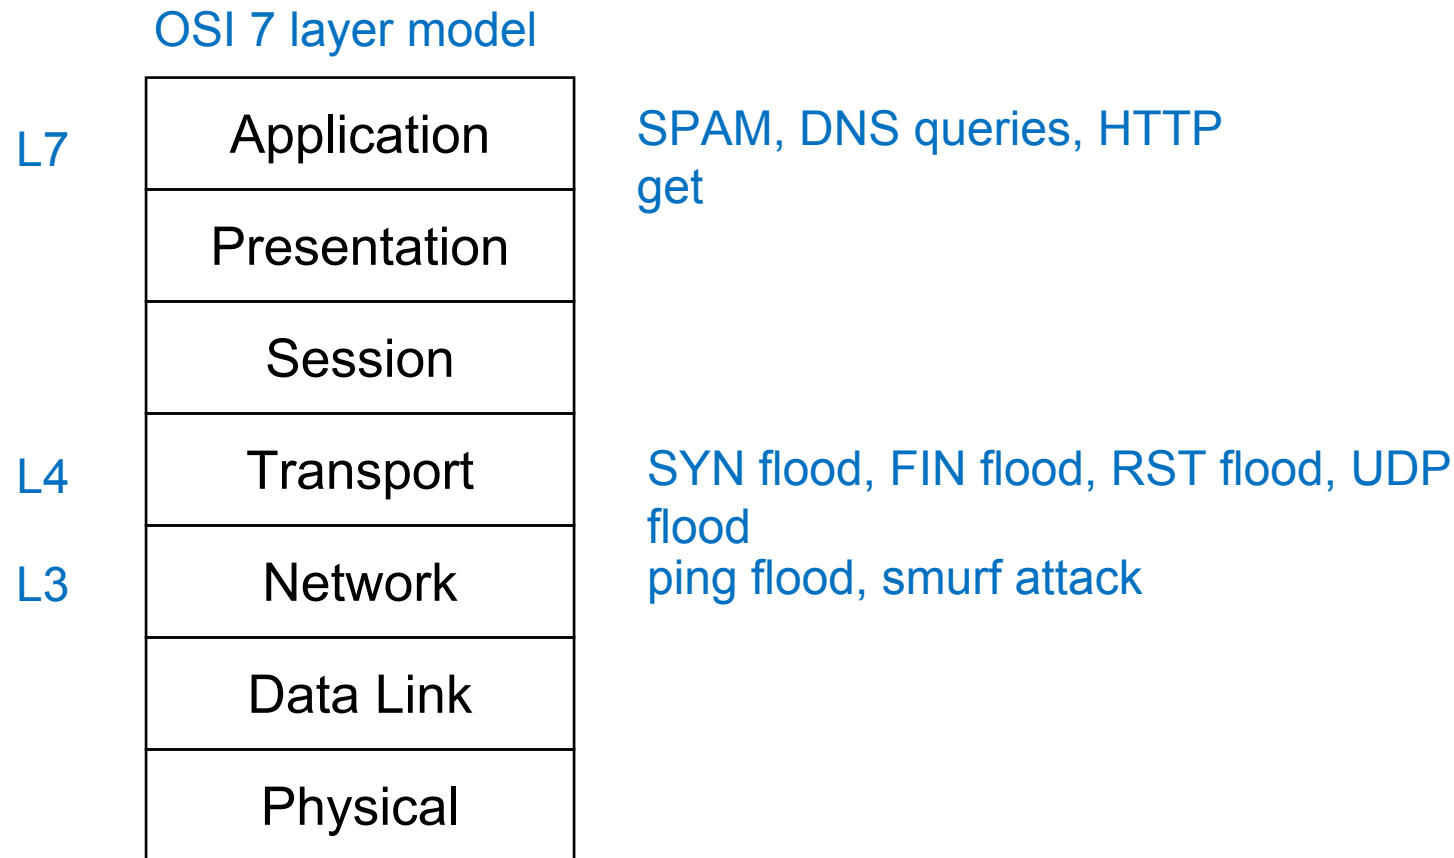 OSI 7 layer model
L7
Application
SPAM, DNS queries, HTTP
get
Presentation
Session
L4
Transport
SYN flood, FIN flood, RST flood, UDP
flood
L3
Network
ping flood, smurf attack
Data Link
Physical